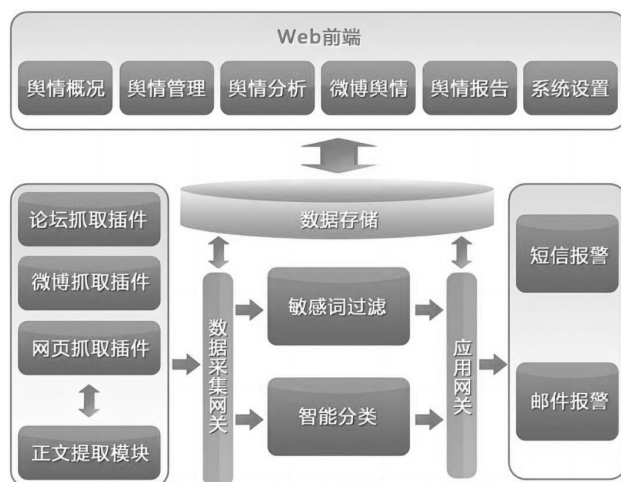 Web前端
舆情概况
舆情管理
舆情分析
微博舆情
舆情报告
系统设置
数据存储
论坛抓取插件
微博抓取插件
网页抓取插件
正文提取模块
数据采集网关
敏感词过滤
智能分类
应用网关
短信报警
邮件报警